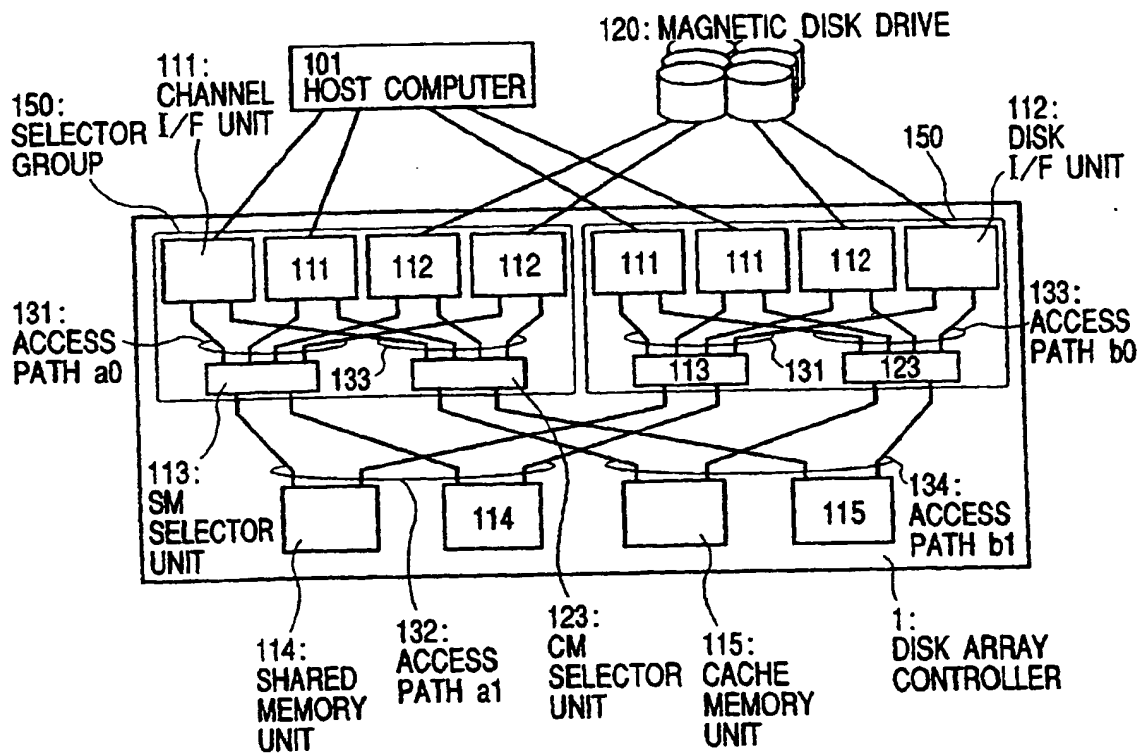 120: MAGNETIC DISK DRIVE
101
HOST COMPUTER
111:
CHANNEL
I/F UNIT
150:
SELECTOR
GROUP
112:
DISK
I/F UNIT
150
111
112
112
111
111
112
131:
ACCESS
PATH a0
133
113
131
123
133:
ACCESS
PATH b0
113:
SM
SELECTOR
UNIT
114
115
134:
ACCESS
PATH b1
114:
SHARED
MEMORY
UNIT
132:
ACCESS
PATH a1
123:
CM
SELECTOR
UNIT
115:
CACHE
MEMORY
UNIT
1:
DISK ARRAY
CONTROLLER